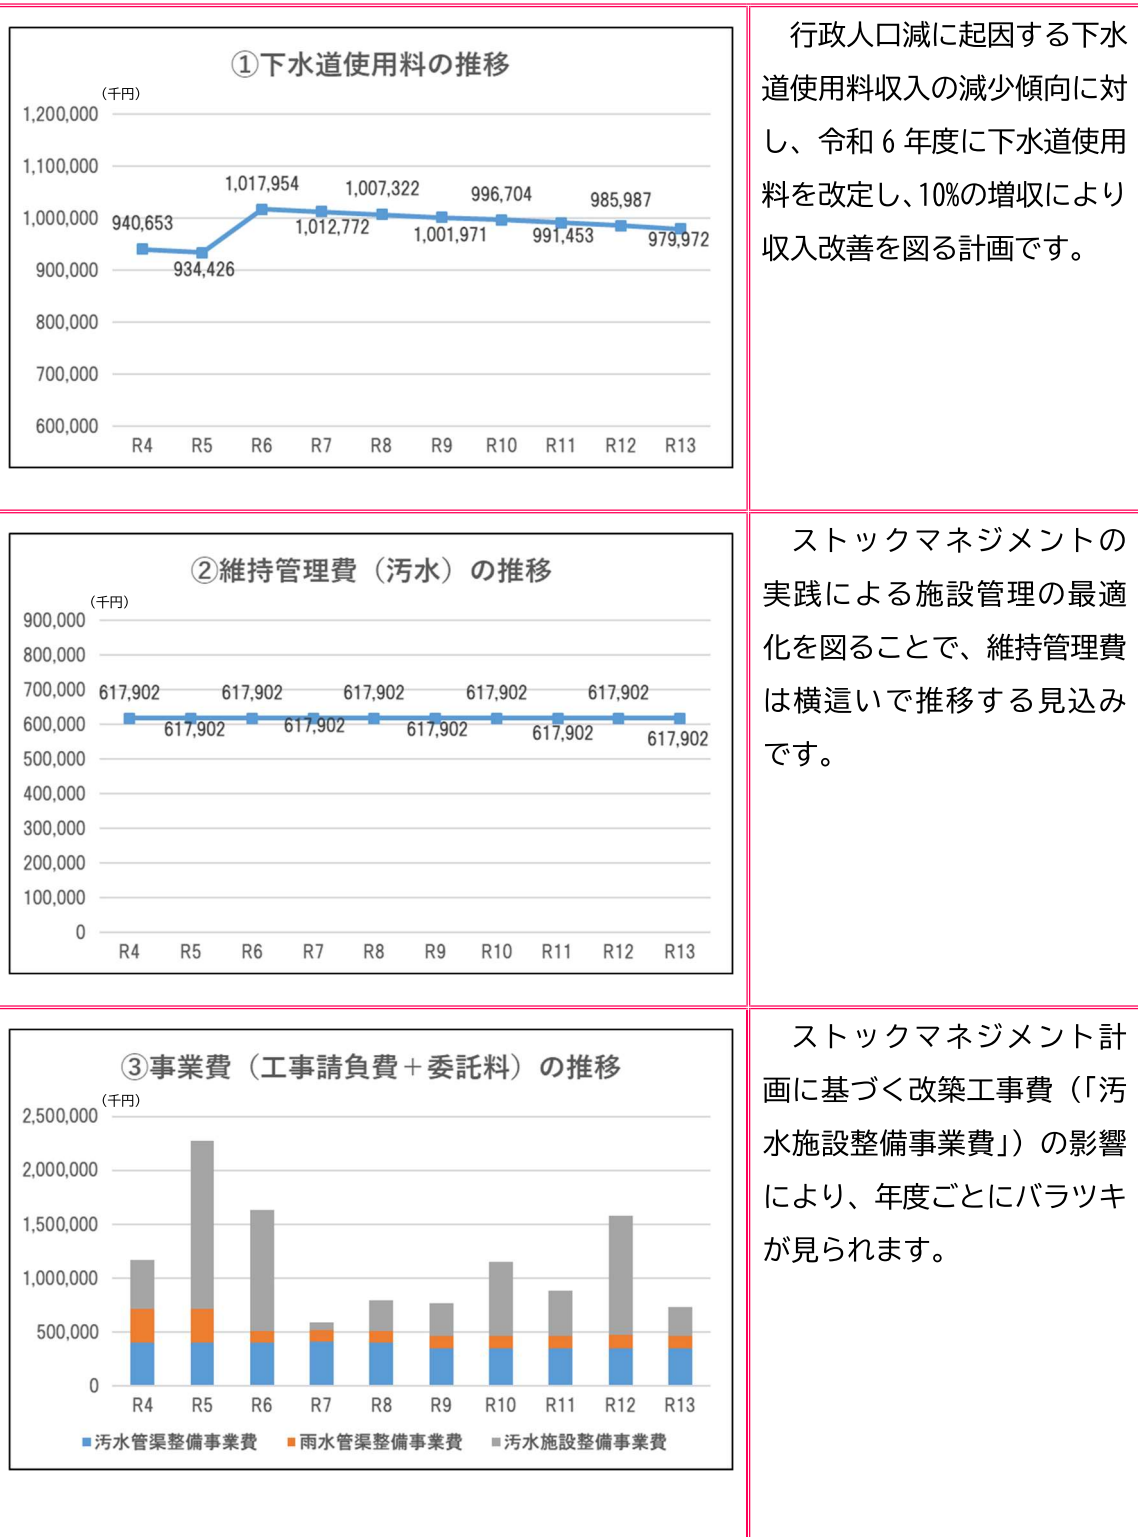 ①下水道使用料の推移
(千円)
1,200,000
1,100,000
1,000,000
900,000
800,000
700,000
600,000
940,653
934,426
1,017,954
1,012,772
1,007,322
1,001,971
996,704
991,453
985,987
979,972
R4 R5 R6 R7 R8 R9 R10 R11 R12 R13
行政人口減に起因する下水
道使用料収入の減少傾向に対
し、令和6年度に下水道使用
料を改定し、10%の増収により
収入改善を図る計画です。
②維持管理費（汚水）の推移
(千円)
900,000
800,000
700,000
600,000
500,000
400,000
300,000
200,000
100,000
0
617,902
617,902
617,902
617,902
617,902
617,902
617,902
617,902
617,902
617,902
R4 R5 R6 R7 R8 R9 R10 R11 R12 R13
ストックマネジメントの
実践による施設管理の最適
化を図ることで、維持管理費
は横這いで推移する見込み
です。
③事業費（工事請負費＋委託料）の推移
(千円)
2,500,000
2,000,000
1,500,000
1,000,000
500,000
0
R4 R5 R6 R7 R8 R9 R10 R11 R12 R13
汚水管渠整備事業費 雨水管渠整備事業費 汚水施設整備事業費
ストックマネジメント計
画に基づく改築工事費（「汚
水施設整備事業費」）の影響
により、年度ごとにバラツキ
が見られます。